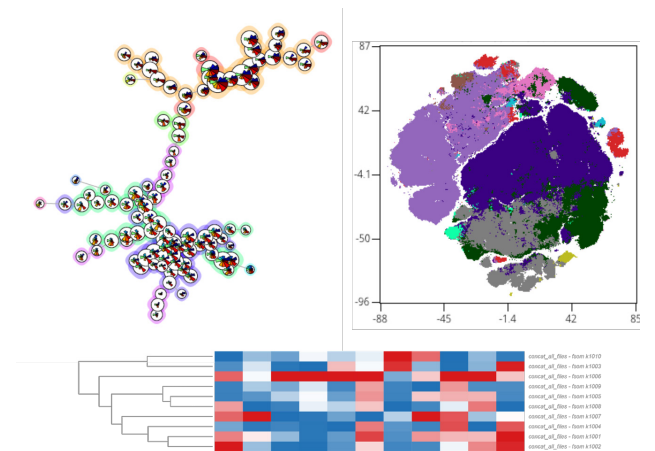 87
42
-4.1
-50
-96
-88
-45
-1.4
42
85
concat_all_files - fsom k1010
concat_all_files - fsom k1003
concat_all_files - fsom k1006
concat_all_files - fsom k1009
concat_all_files - fsom k1005
concat_all_files - fsom k1008
concat_all_files - fsom k1007
concat_all_files - fsom k1004
concat_all_files - fsom k1001
concat_all_files - fsom k1002